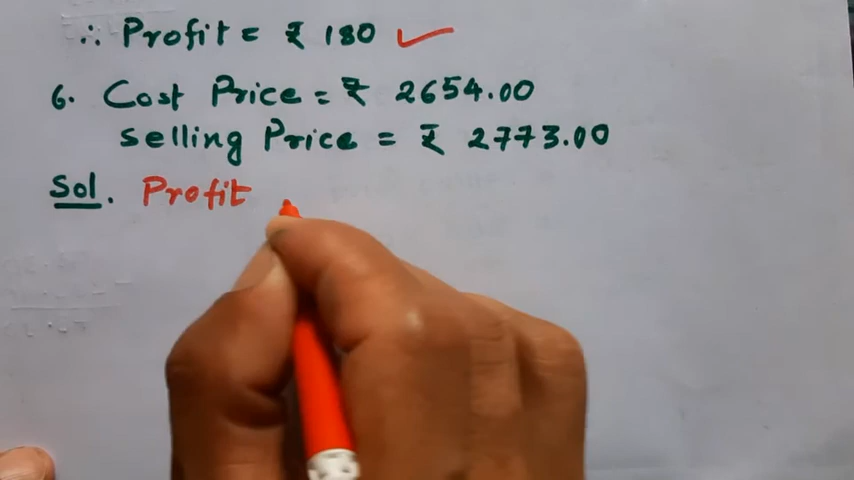 ∴ Profit = ₹ 180 ✓
6. Cost Price = ₹ 2654.00
Selling Price = ₹ 2773.00
Sol. Profit